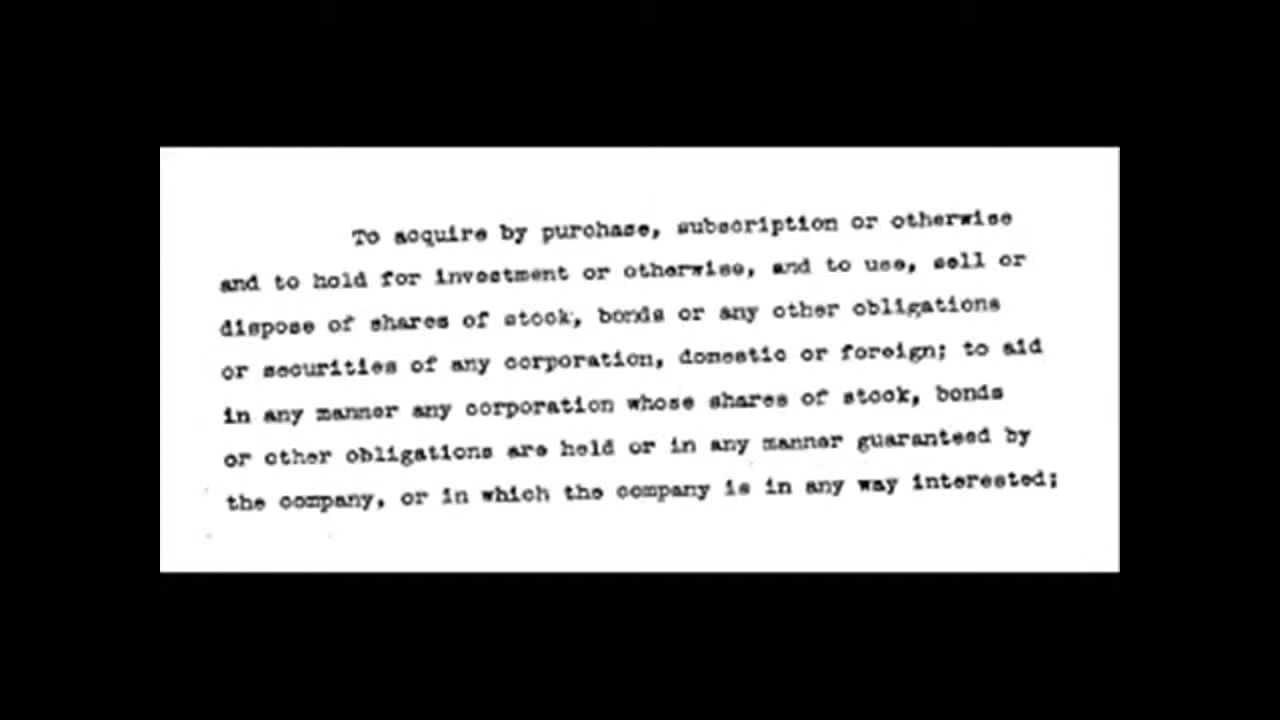 To acquire by purchase, subscription or otherwise
and to hold for investment or otherwise, and to use, sell or
dispose of shares of stock, bonds or any other obligations
or securities of any corporation, domestic or foreign; to aid
in any manner any corporation whose shares of stock, bonds
or other obligations are held or in any manner guaranteed by
the company, or in which the company is in any way interested;